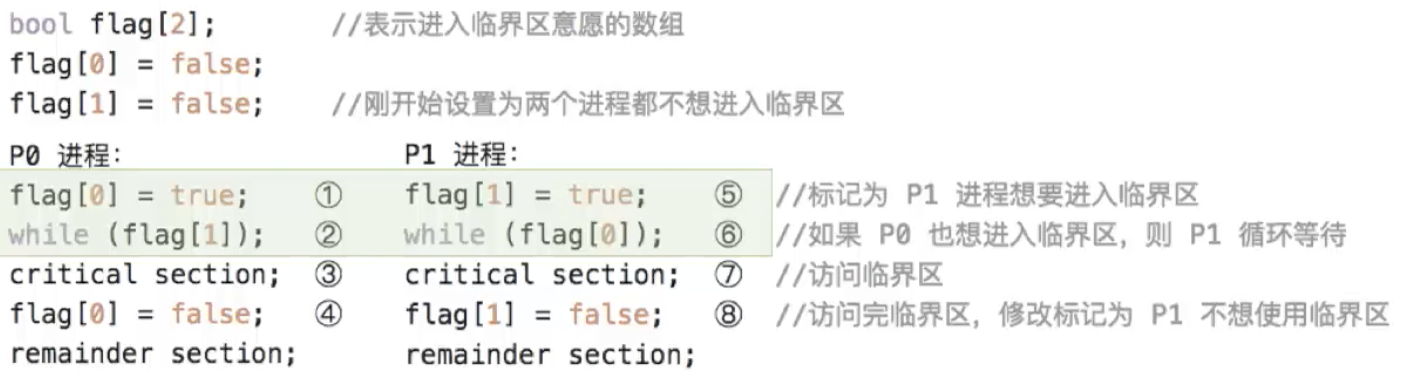 bool flag[2]; //表示进入临界区意愿的数组
flag[0] = false;
flag[1] = false; //刚开始设置为两个进程都不想进入临界区
P0 进程： P1 进程：
flag[0] = true; ① flag[1] = true; ⑤ //标记为 P1 进程想要进入临界区
while (flag[1]); ② while (flag[0]); ⑥ //如果 P0 也想进入临界区，则 P1 循环等待
critical section; ③ critical section; ⑦ //访问临界区
flag[0] = false; ④ flag[1] = false; ⑧ //访问完临界区，修改标记为 P1 不想使用临界区
remainder section; remainder section;